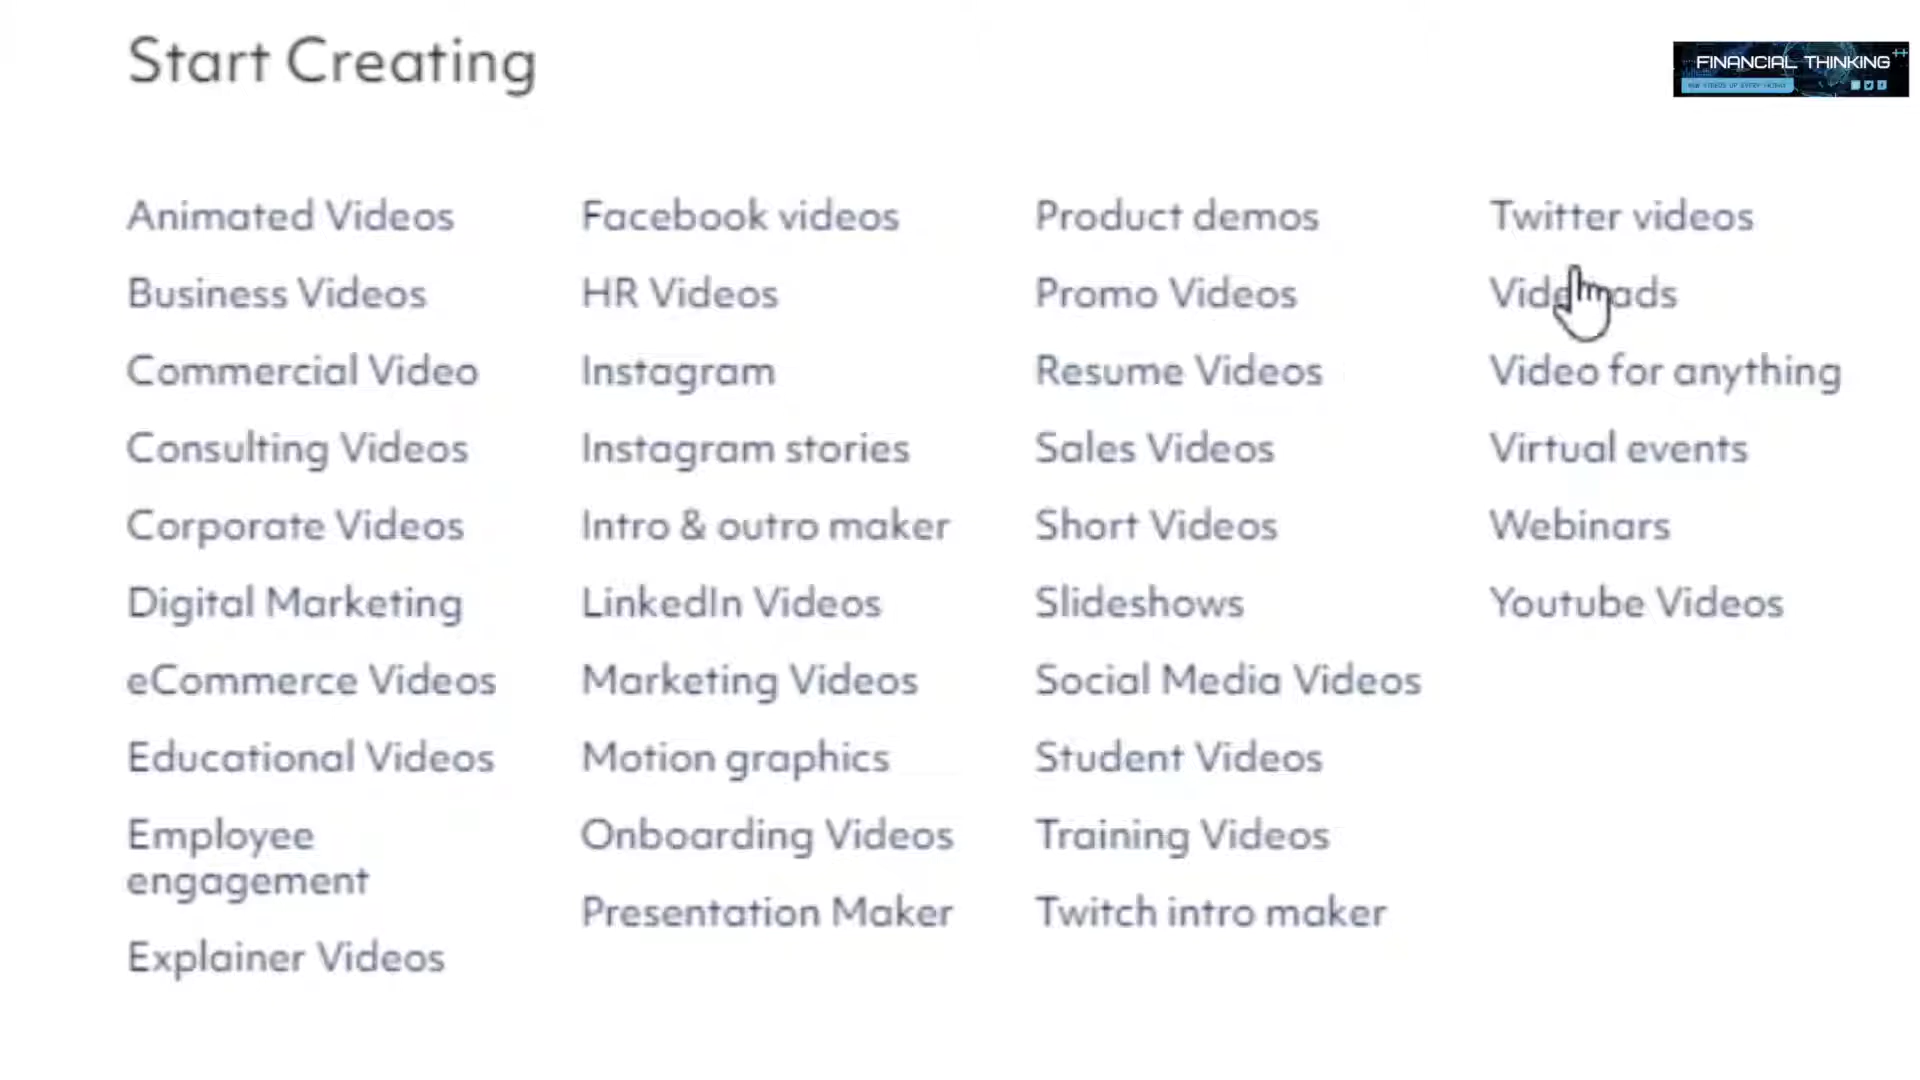 Start Creating
FINANCIAL THINKING
Animated Videos
Business Videos
Commercial Video
Consulting Videos
Corporate Videos
Digital Marketing
eCommerce Videos
Educational Videos
Employee
engagement
Explainer Videos
Facebook videos
HR Videos
Instagram
Instagram stories
Intro & outro maker
LinkedIn Videos
Marketing Videos
Motion graphics
Onboarding Videos
Presentation Maker
Product demos
Promo Videos
Resume Videos
Sales Videos
Short Videos
Slideshows
Social Media Videos
Student Videos
Training Videos
Twitch intro maker
Twitter videos
Video ads
Video for anything
Virtual events
Webinars
Youtube Videos